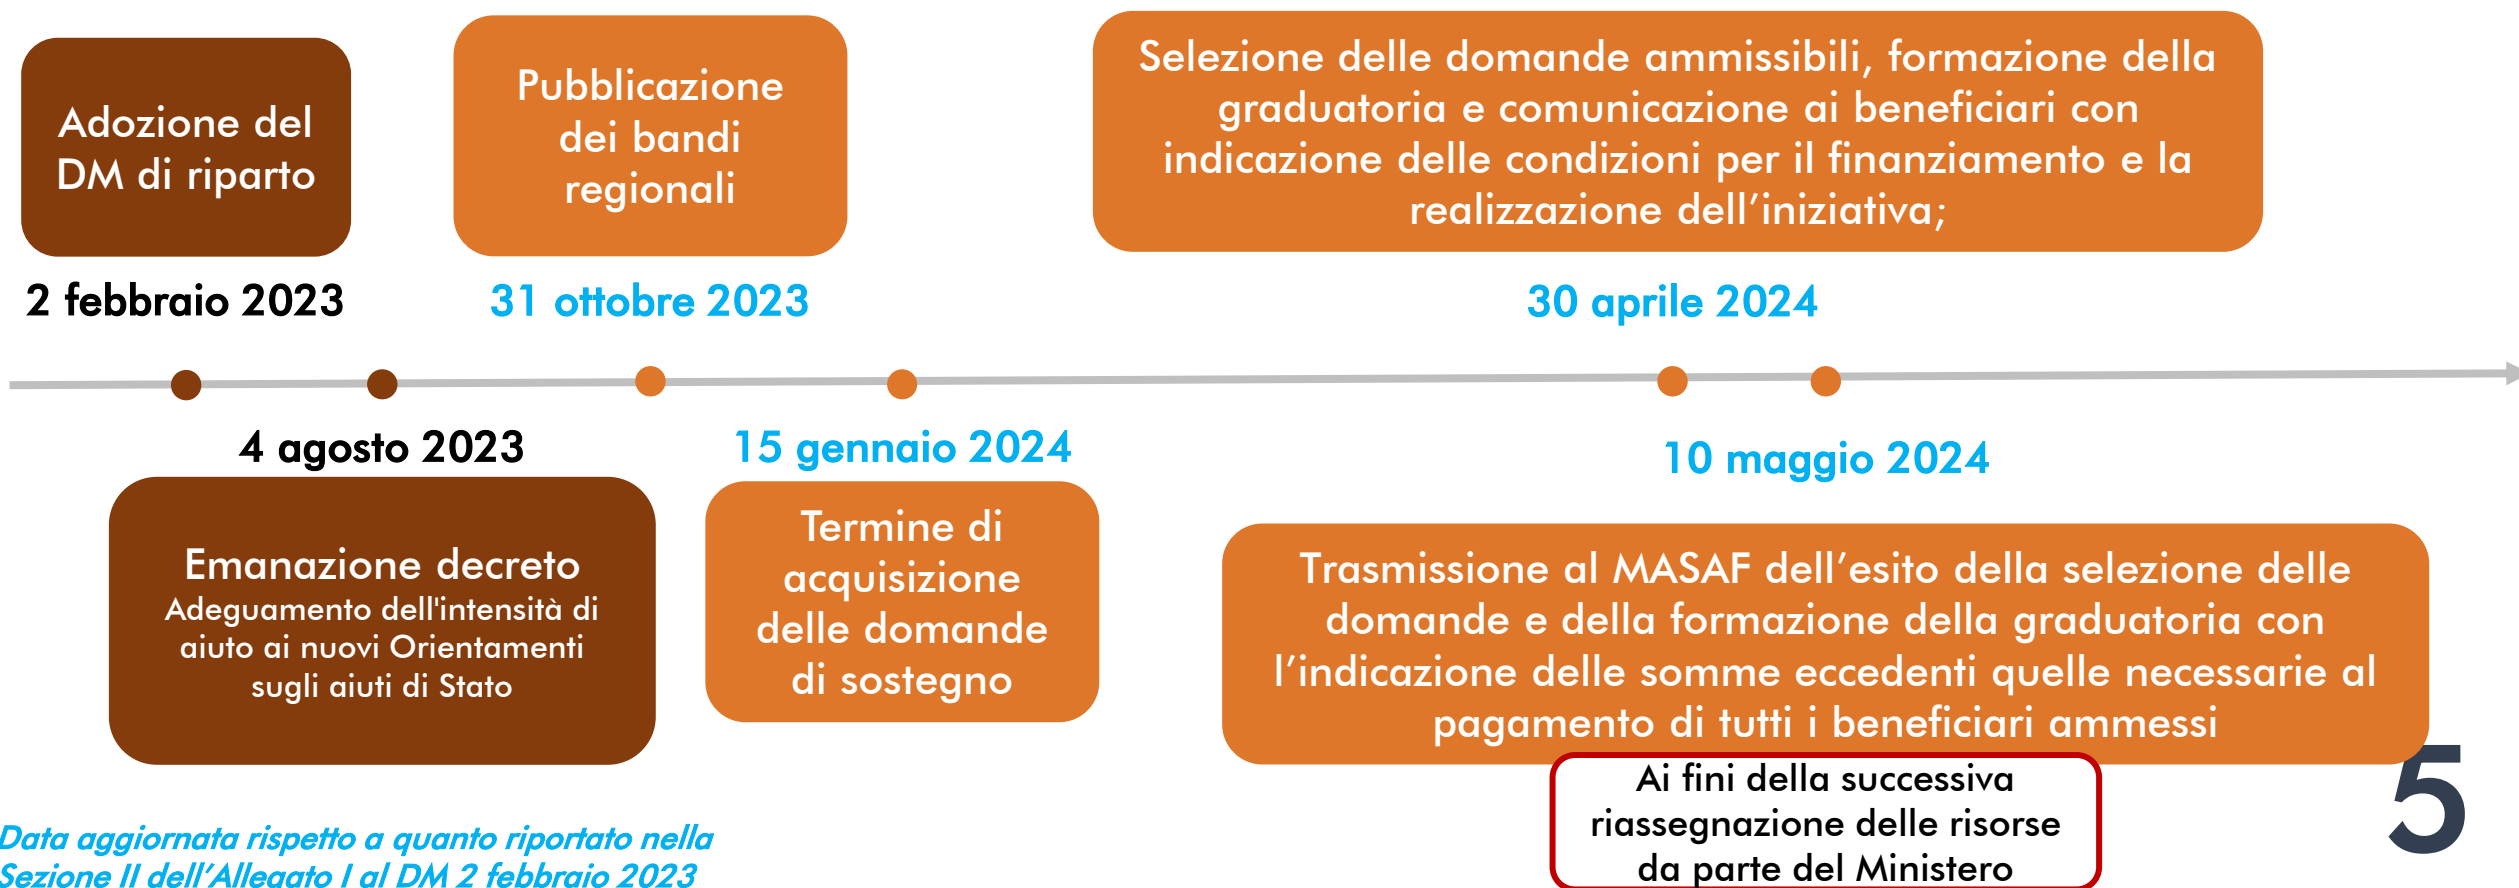 Adozione del
DM di riparto
2 febbraio 2023
Pubblicazione
dei bandi
regionali
31 ottobre 2023
Selezione delle domande ammissibili, formazione della
graduatoria e comunicazione ai beneficiari con
indicazione delle condizioni per il finanziamento e la
realizzazione dell’iniziativa;
30 aprile 2024
4 agosto 2023
Emanazione decreto
Adeguamento dell'intensità di
aiuto ai nuovi Orientamenti
sugli aiuti di Stato
15 gennaio 2024
Termine di
acquisizione
delle domande
di sostegno
10 maggio 2024
Trasmissione al MASAF dell’esito della selezione delle
domande e della formazione della graduatoria con
l’indicazione delle somme eccedenti quelle necessarie al
pagamento di tutti i beneficiari ammessi
Ai fini della successiva
riassegnazione delle risorse
da parte del Ministero
Data aggiornata rispetto a quanto riportato nella
Sezione II dell’Allegato I al DM 2 febbraio 2023
5